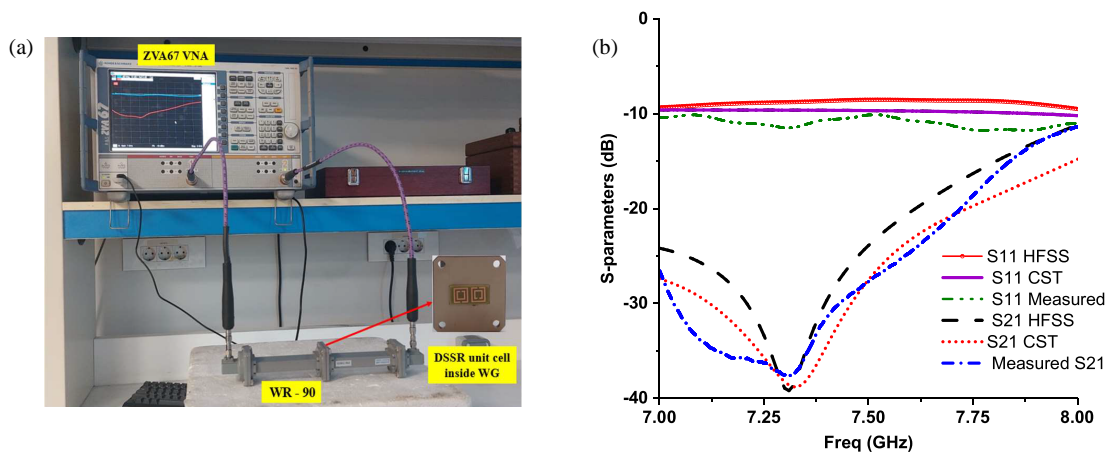 (a)
ZVA67 VNA
ZVA67
DSSR unit cell
inside WG
WR - 90
(b)
0
-10
-20
-30
-40
S-parameters (dB)
S11 HFSS
S11 CST
S11 Measured
S21 HFSS
S21 CST
Measured S21
7.00
7.25
7.50
7.75
8.00
Freq (GHz)